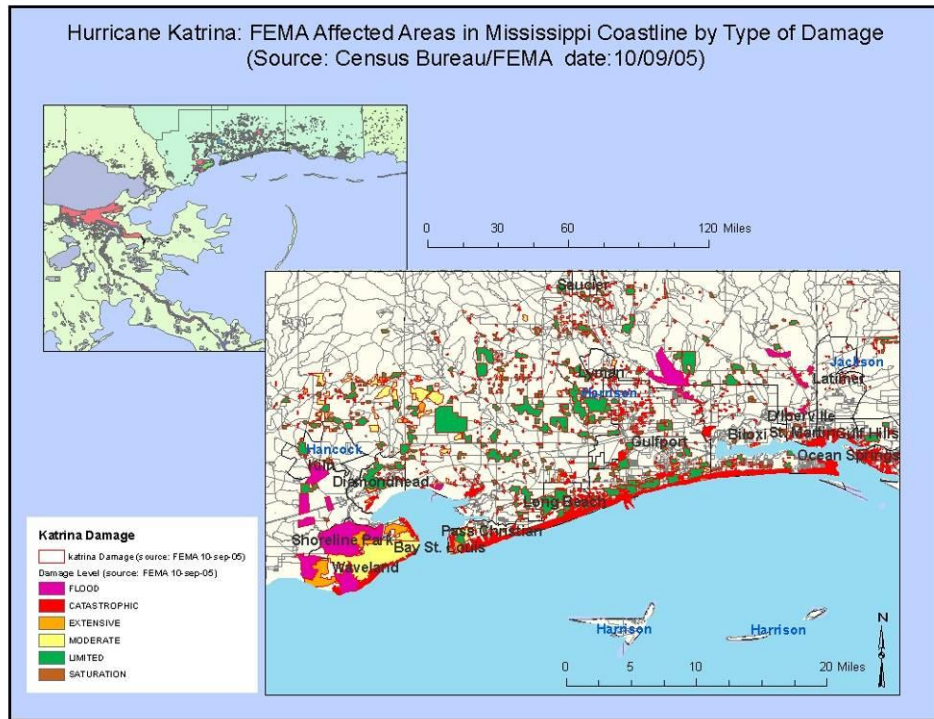 Hurricane Katrina: FEMA Affected Areas in Mississippi Coastline by Type of Damage
(Source: Census Bureau/FEMA date:10/09/05)
0 30 60 120 Miles
Saucier
Jackson
Lyman
Latimer
Harrison
D'Iberville
Biloxi St. Martin Gulf Hills
Hancock
Gulfport
Ocean Springs
Kiln
Diamondhead
Long Beach
Pass Christian
Shoreline Park
Bay St. Louis
Waveland
Katrina Damage
katrina Damage (source: FEMA 10-sep-05)
Damage Level (source: FEMA 10-sep-05)
FLOOD
CATASTROPHIC
EXTENSIVE
MODERATE
LIMITED
SATURATION
Harrison
Harrison
N
0 5 10 20 Miles